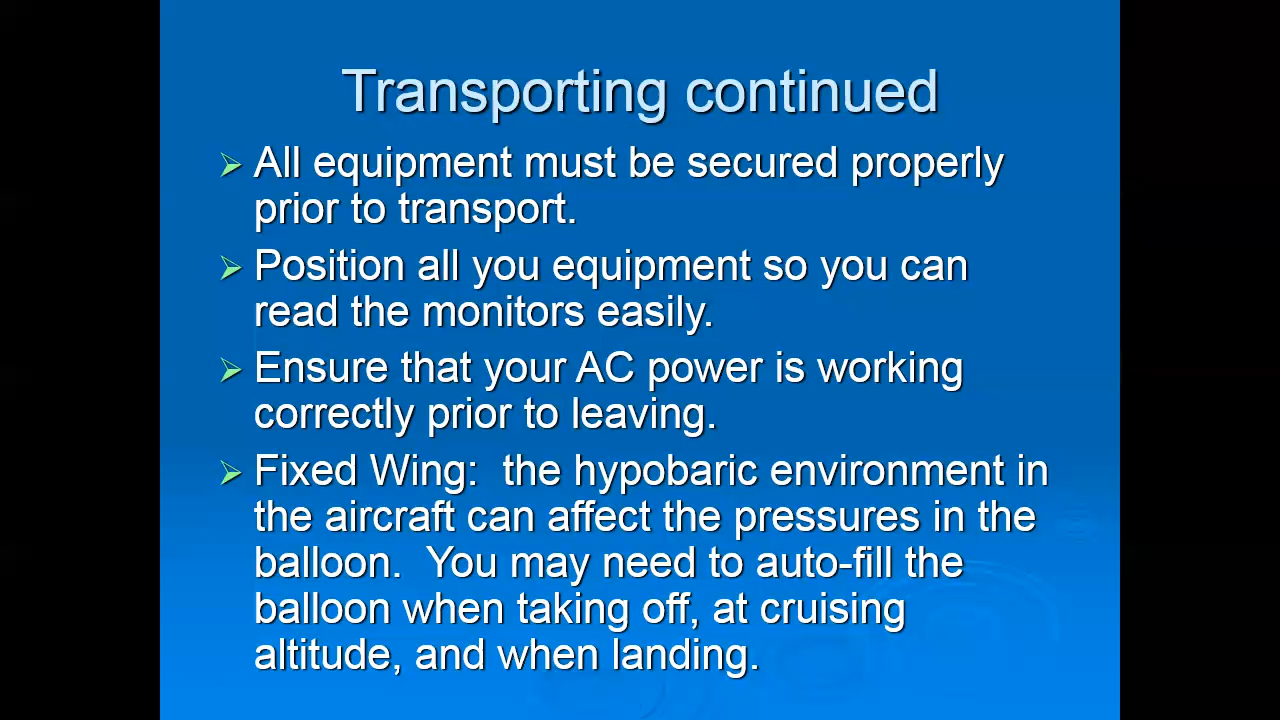 Transporting continued
All equipment must be secured properly
prior to transport.
Position all you equipment so you can
read the monitors easily.
Ensure that your AC power is working
correctly prior to leaving.
Fixed Wing:  the hypobaric environment in
the aircraft can affect the pressures in the
balloon.  You may need to auto-fill the
balloon when taking off, at cruising
altitude, and when landing.